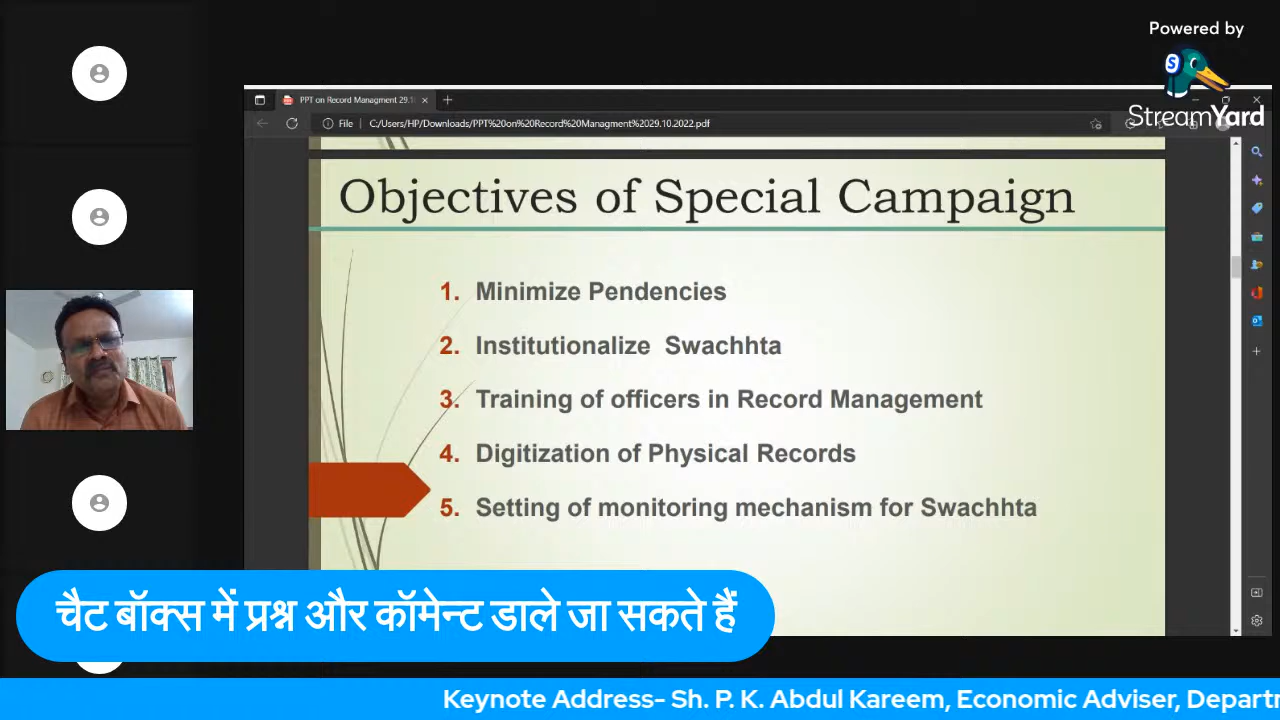 Powered by
StreamYard
PPT on Record Managment 29.1
File
C:/Users/HP/Downloads/PPT%20on%20Record%20Managment%2029.10.2022.pdf
Objectives of Special Campaign
1. Minimize Pendencies
2. Institutionalize Swachhta
3. Training of officers in Record Management
4. Digitization of Physical Records
5. Setting of monitoring mechanism for Swachhta
चैट बॉक्स में प्रश्न और कॉमेन्ट डाले जा सकते हैं
Keynote Address- Sh. P. K. Abdul Kareem, Economic Adviser, Departr